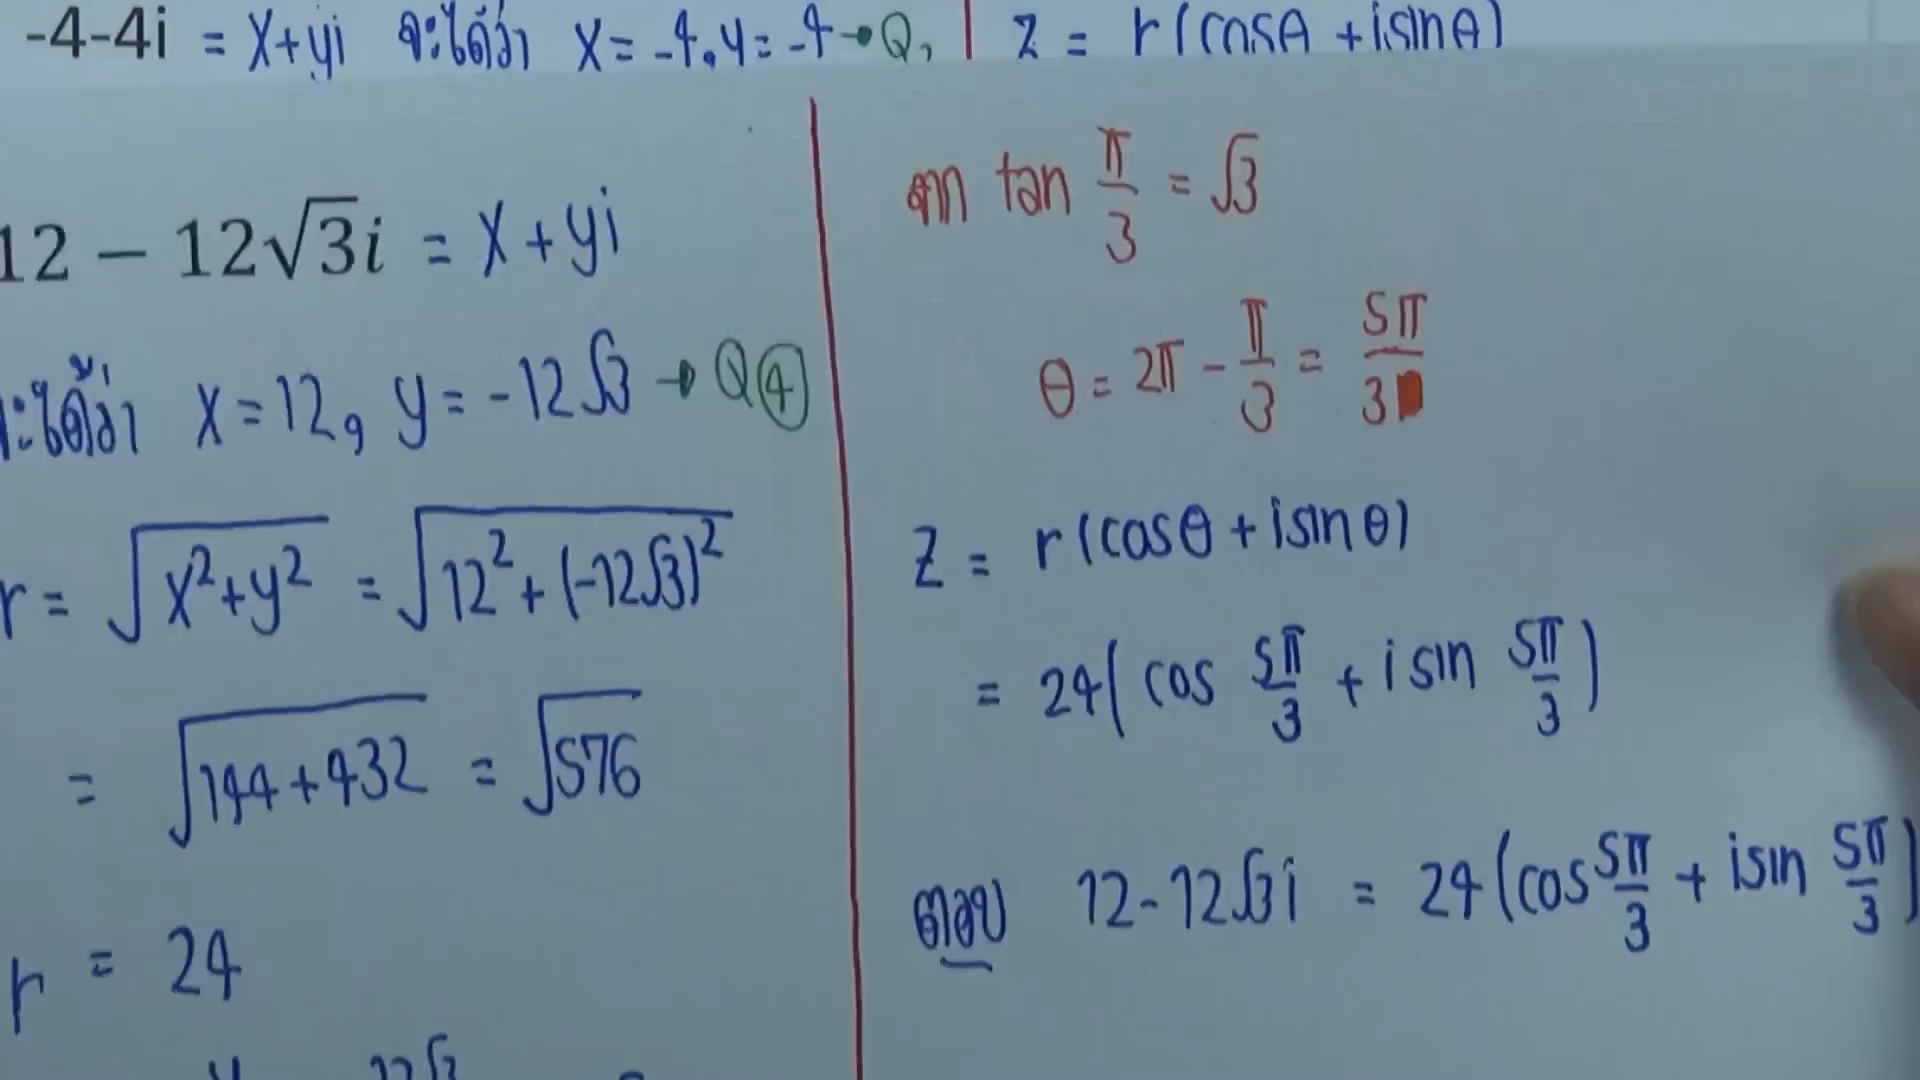 -4-4i = x+yi จะได้ว่า x = -4, y = -4 → Q, z = r(cosθ + isinθ)
12 − 12√3i = x + yi
จะได้ว่า x = 12, y = -12√3 → Q4
r = √(x²+y²) = √(12² + (-12√3)²)
= √(144 + 432) = √576
r = 24
จาก tan π/3 = √3
θ = 2π - π/3 = 5π/3
z = r(cosθ + isinθ)
= 24(cos 5π/3 + i sin 5π/3)
ตอบ 12 - 12√3i = 24(cos 5π/3 + isin 5π/3)